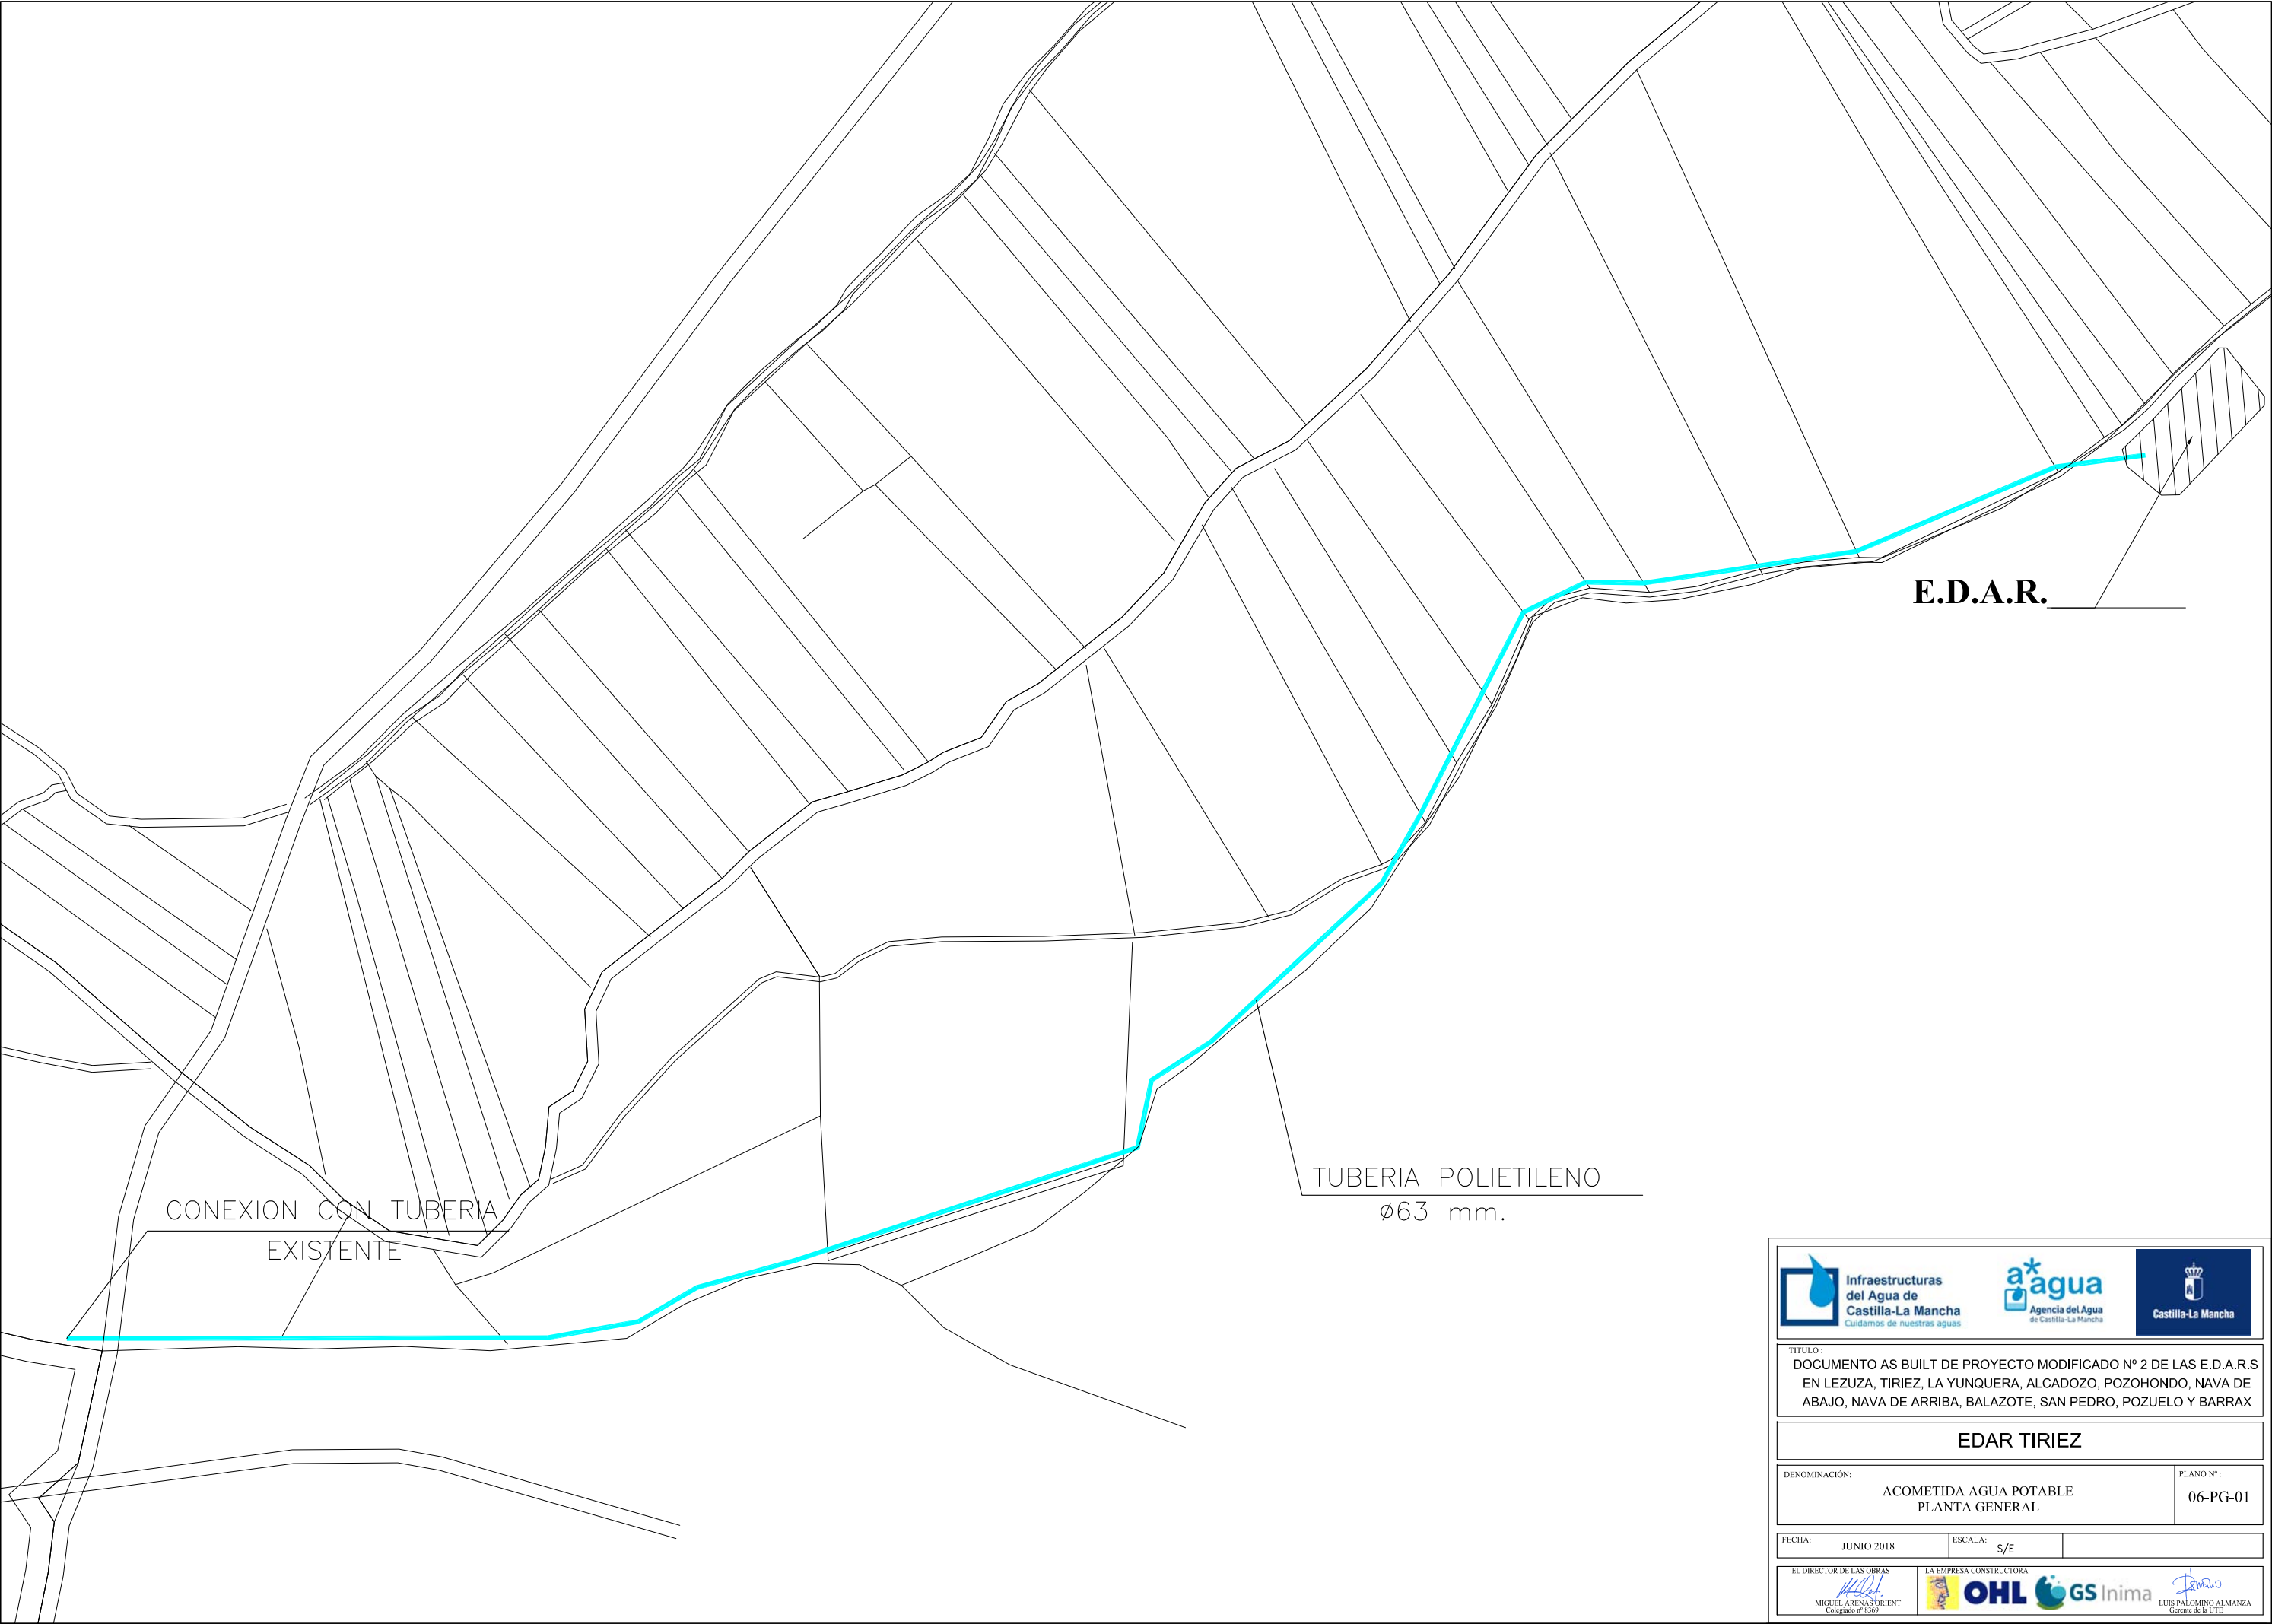 E.D.A.R.
TUBERIA POLIETILENO
Ø63 mm.
CONEXION CON TUBERIA
EXISTENTE
Infraestructuras
del Agua de
Castilla-La Mancha
Cuidamos de nuestras aguas
a*
agua
Agencia del Agua
de Castilla-La Mancha
Castilla-La Mancha
TITULO :
DOCUMENTO AS BUILT DE PROYECTO MODIFICADO Nº 2 DE LAS E.D.A.R.S
EN LEZUZA, TIRIEZ, LA YUNQUERA, ALCADOZO, POZOHONDO, NAVA DE
ABAJO, NAVA DE ARRIBA, BALAZOTE, SAN PEDRO, POZUELO Y BARRAX
EDAR TIRIEZ
DENOMINACIÓN:
ACOMETIDA AGUA POTABLE
PLANTA GENERAL
PLANO Nº :
06-PG-01
FECHA:
JUNIO 2018
ESCALA:
S/E
EL DIRECTOR DE LAS OBRAS
MIGUEL ARENAS ORIENT
Colegiado nº 8369
LA EMPRESA CONSTRUCTORA
OHL
GS Inima
LUIS PALOMINO ALMANZA
Gerente de la UTE